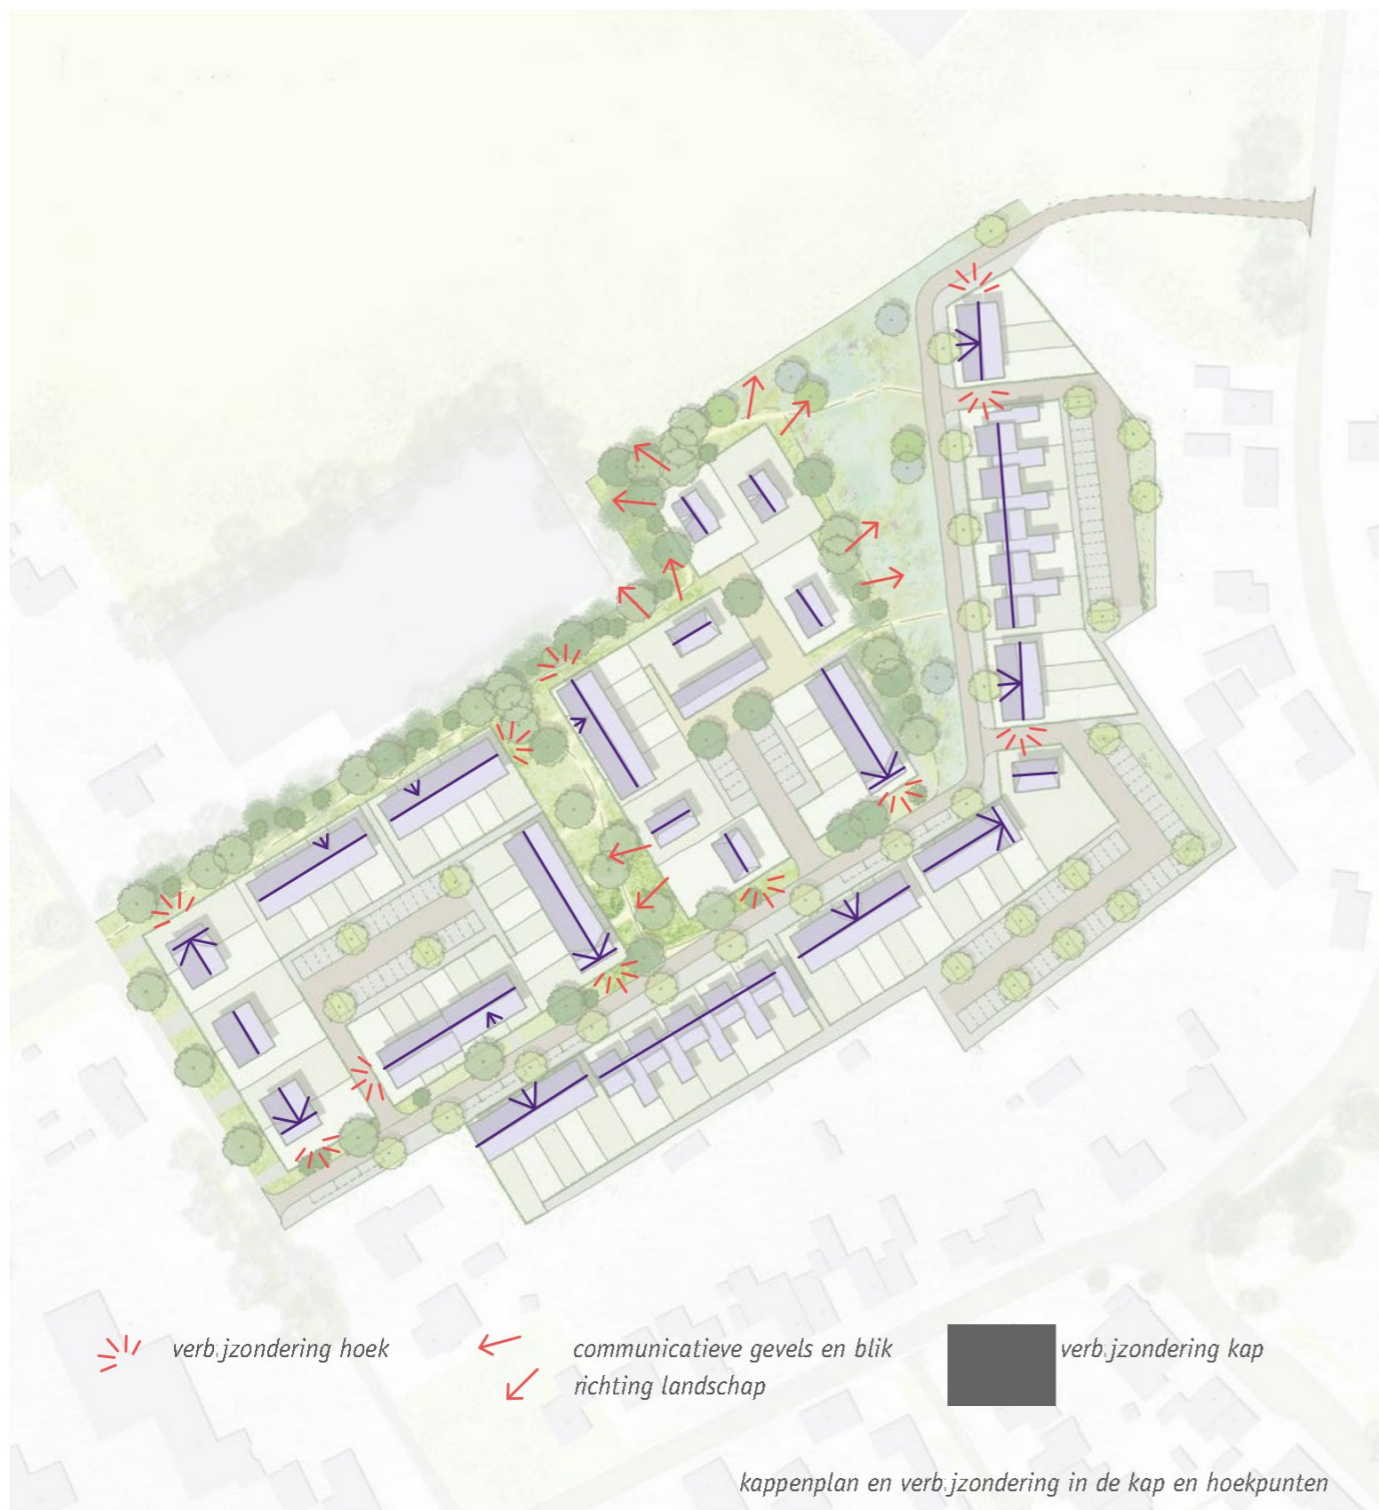 verb.jzondering hoek
communicatieve gevels en blik
richting landschap
verb.jzondering kap
kappenplan en verb.jzondering in de kap en hoekpunten